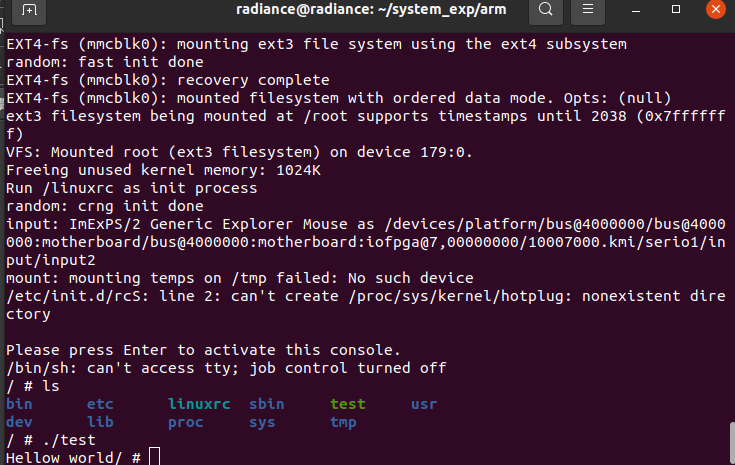 radiance@radiance: ~/system_exp/arm
EXT4-fs (mmcblk0): mounting ext3 file system using the ext4 subsystem
random: fast init done
EXT4-fs (mmcblk0): recovery complete
EXT4-fs (mmcblk0): mounted filesystem with ordered data mode. Opts: (null)
ext3 filesystem being mounted at /root supports timestamps until 2038 (0x7ffffff
f)
VFS: Mounted root (ext3 filesystem) on device 179:0.
Freeing unused kernel memory: 1024K
Run /linuxrc as init process
random: crng init done
input: ImExPS/2 Generic Explorer Mouse as /devices/platform/bus@4000000/bus@4000
000:motherboard/bus@4000000:motherboard:iofpga@7,00000000/10007000.kmi/serio1/in
put/input2
mount: mounting temps on /tmp failed: No such device
/etc/init.d/rcS: line 2: can't create /proc/sys/kernel/hotplug: nonexistent dire
ctory
Please press Enter to activate this console.
/bin/sh: can't access tty; job control turned off
/ # ls
bin etc linuxrc sbin test usr
dev lib proc sys tmp
/ # ./test
Hellow world/ #